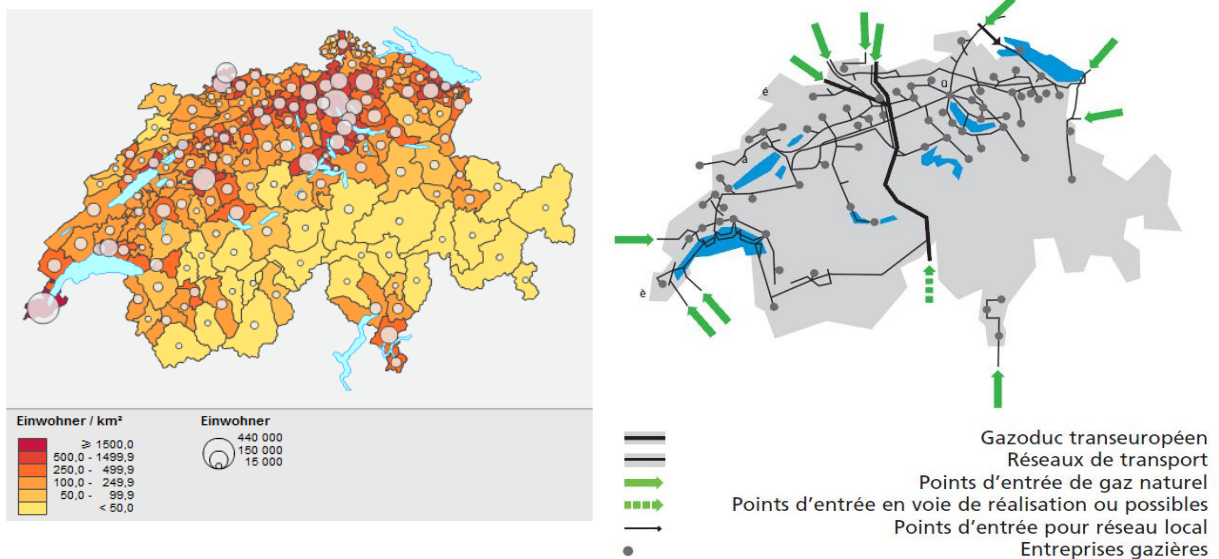 Einwohner / km²
≥ 1500,0
500,0 - 1499,9
250,0 - 499,9
100,0 - 249,9
50,0 - 99,9
< 50,0
Einwohner
440 000
150 000
15 000
é
ü
â
è
Gazoduc transeuropéen
Réseaux de transport
Points d'entrée de gaz naturel
Points d'entrée en voie de réalisation ou possibles
Points d'entrée pour réseau local
Entreprises gazières